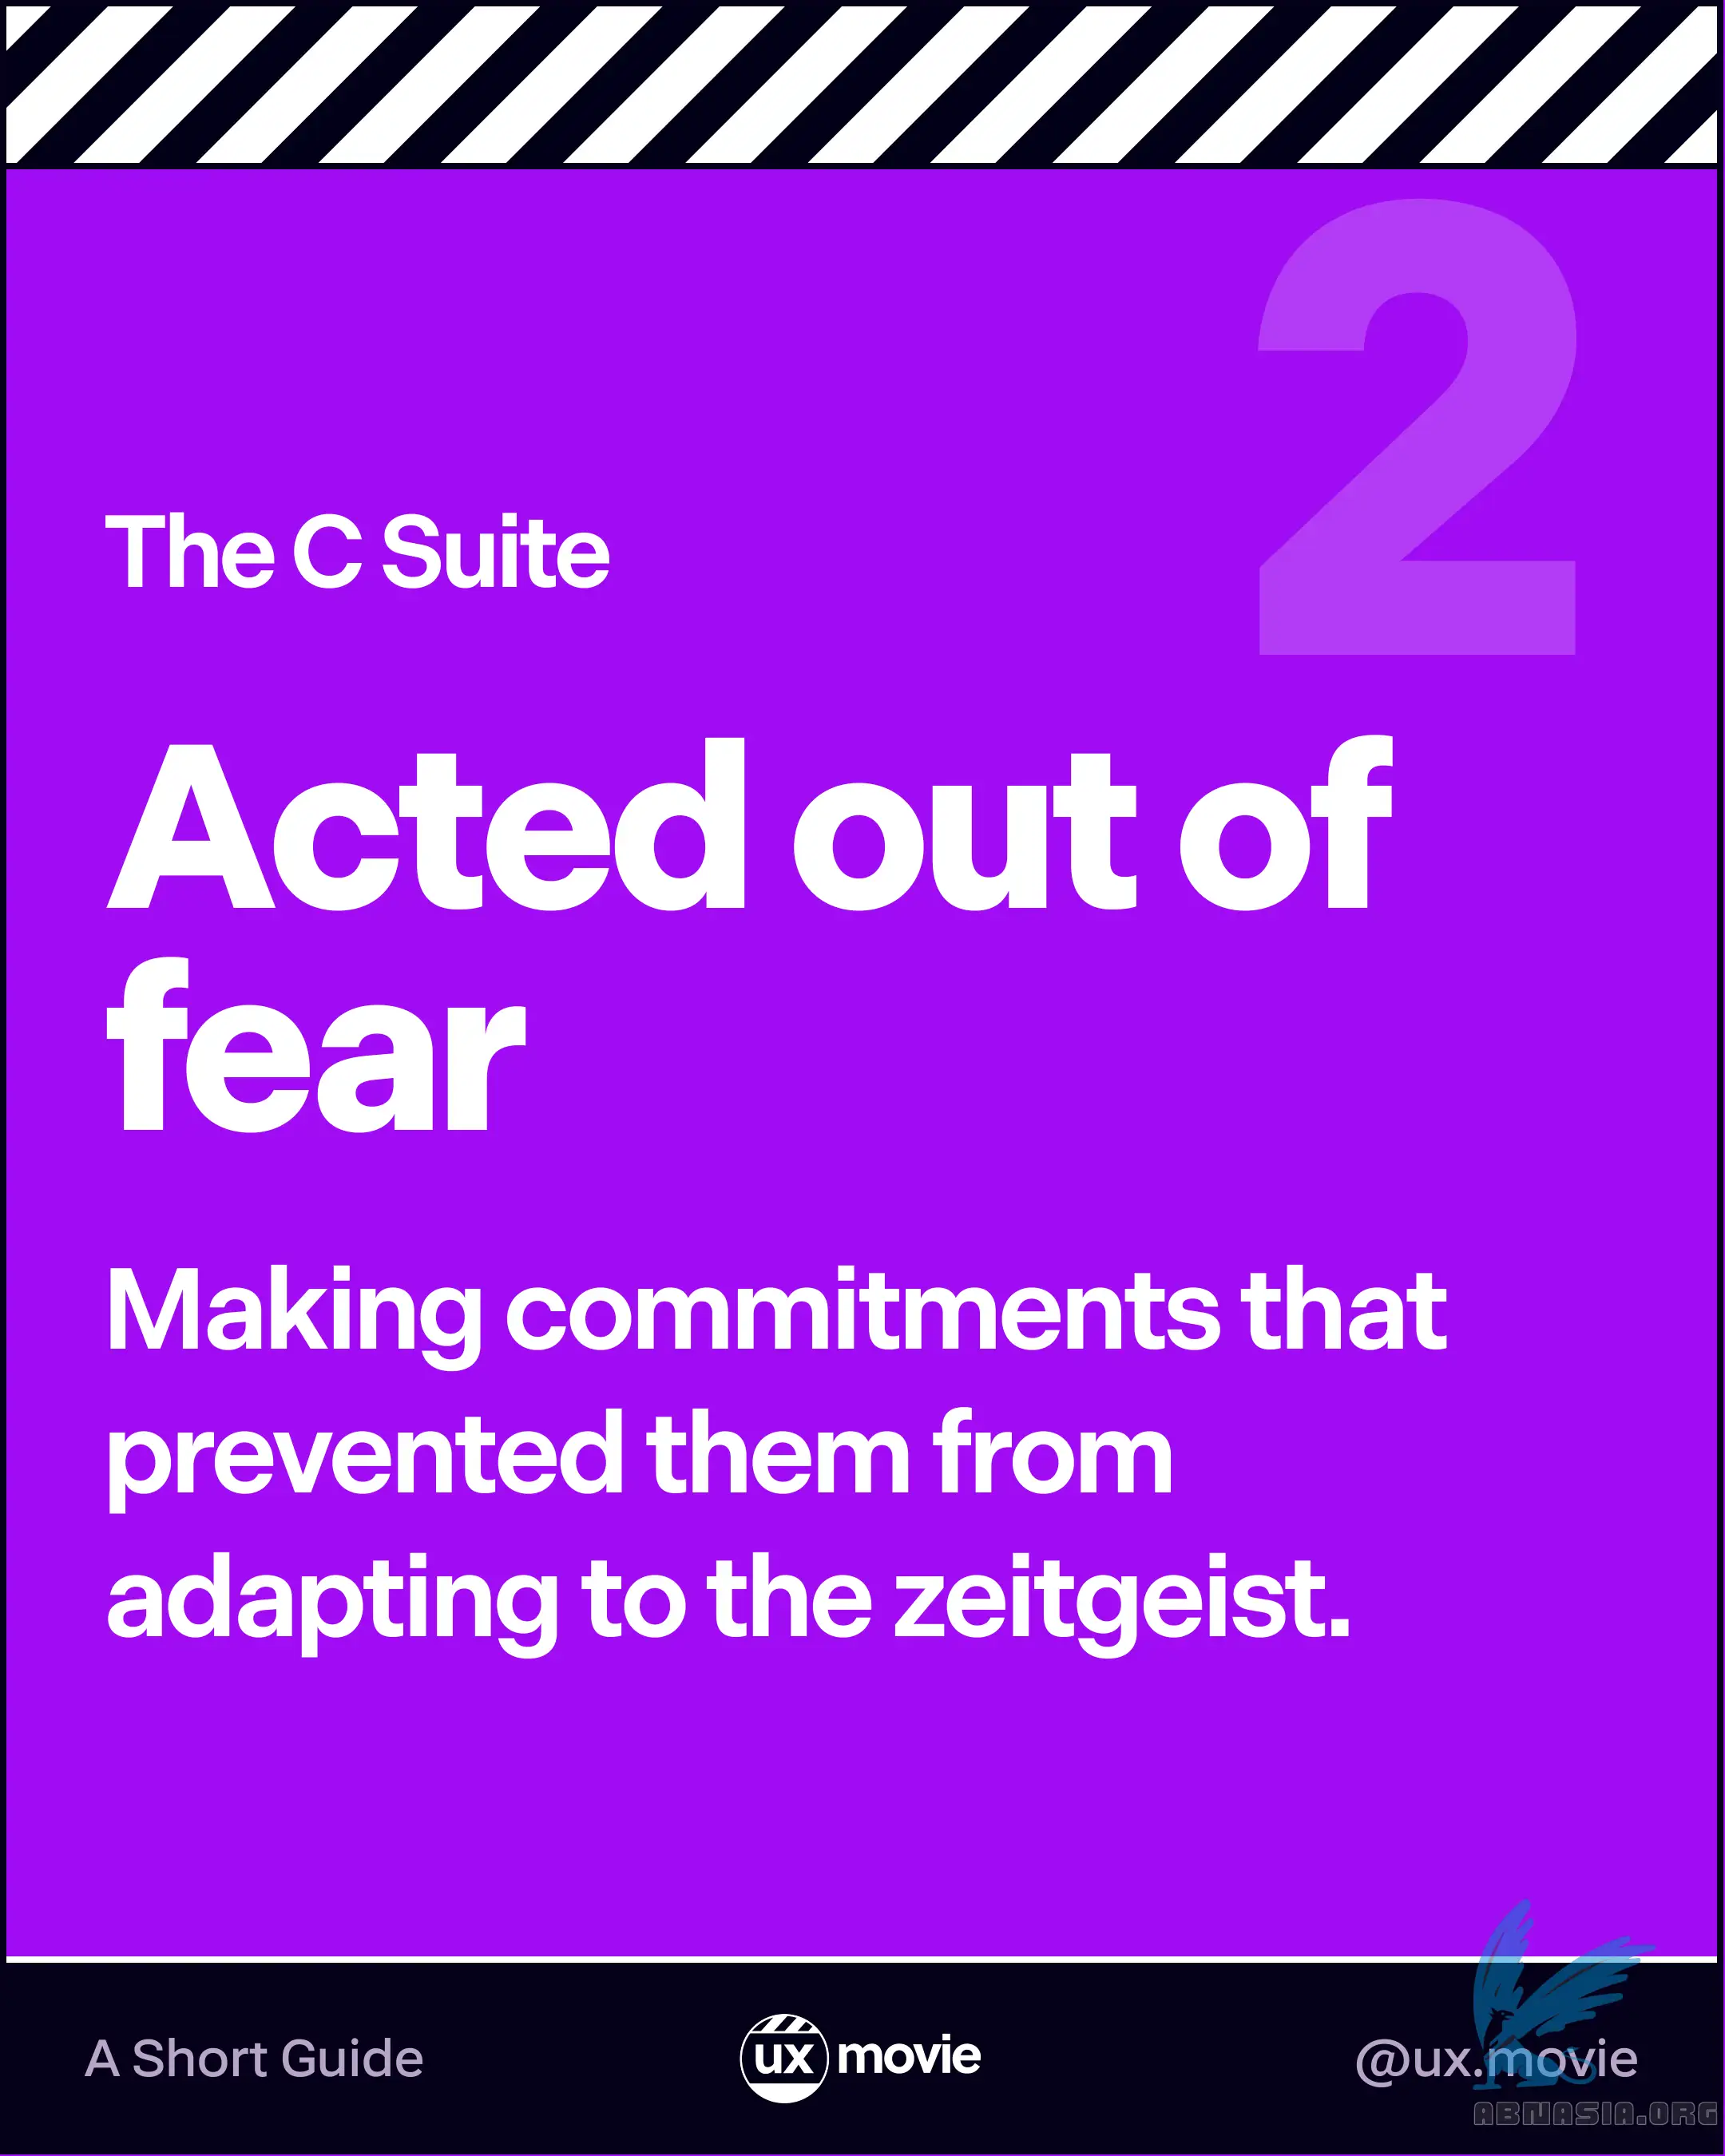 2
The C Suite
Acted out of
fear
Making commitments that
prevented them from
adapting to the zeitgeist.
A Short Guide
ux movie
@ux.movie
ABNASIA.ORG